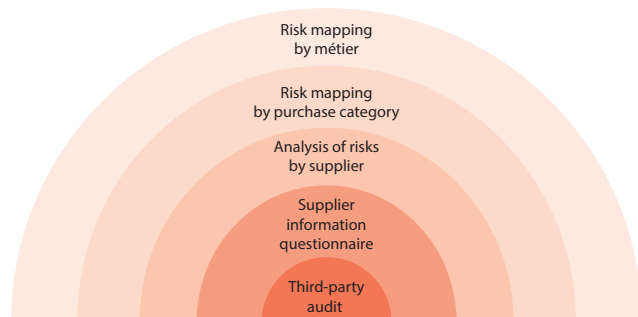 Risk mapping
by métier
Risk mapping
by purchase category
Analysis of risks
by supplier
Supplier
information
questionnaire
Third-party
audit